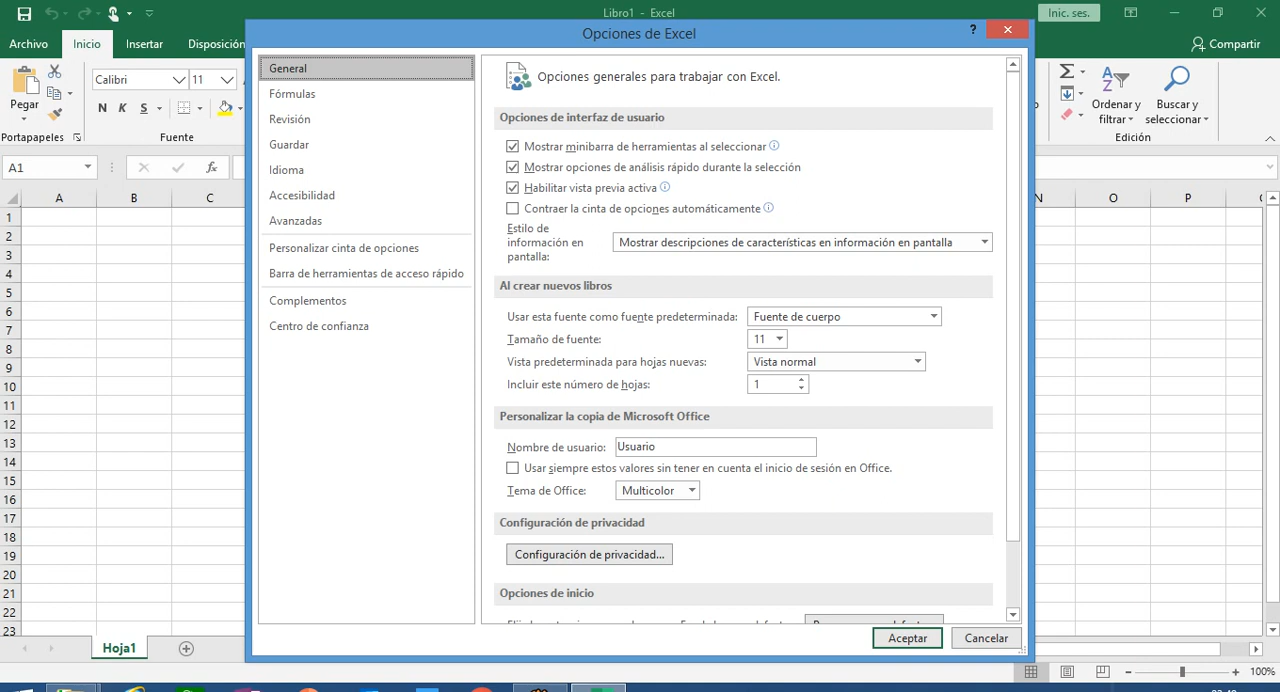 Libro1 - Excel
Inic. ses.
Archivo
Inicio
Insertar
Disposición
Compartir
Opciones de Excel
?
Pegar
Calibri
11
N K S
Portapapeles
Fuente
Σ
A
Z
Ordenar y
filtrar
Buscar y
seleccionar
Edición
A1
fx
A B C N O P
1
2
3
4
5
6
7
8
9
10
11
12
13
14
15
16
17
18
19
20
21
22
23
General
Fórmulas
Revisión
Guardar
Idioma
Accesibilidad
Avanzadas
Personalizar cinta de opciones
Barra de herramientas de acceso rápido
Complementos
Centro de confianza
Opciones generales para trabajar con Excel.
Opciones de interfaz de usuario
Mostrar minibarra de herramientas al seleccionar
Mostrar opciones de análisis rápido durante la selección
Habilitar vista previa activa
Contraer la cinta de opciones automáticamente
Estilo de
información en
pantalla:
Mostrar descripciones de características en información en pantalla
Al crear nuevos libros
Usar esta fuente como fuente predeterminada: Fuente de cuerpo
Tamaño de fuente: 11
Vista predeterminada para hojas nuevas: Vista normal
Incluir este número de hojas: 1
Personalizar la copia de Microsoft Office
Nombre de usuario: Usuario
Usar siempre estos valores sin tener en cuenta el inicio de sesión en Office.
Tema de Office: Multicolor
Configuración de privacidad
Configuración de privacidad...
Opciones de inicio
Aceptar
Cancelar
Hoja1
100%